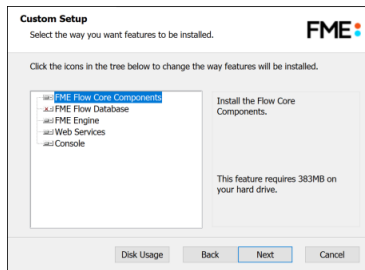 Custom Setup
Select the way you want features to be installed.
FME
Click the icons in the tree below to change the way features will be installed.
FME Flow Core Components
FME Flow Database
FME Engine
Web Services
Console
Install the Flow Core
Components.
This feature requires 383MB on
your hard drive.
Disk Usage
Back
Next
Cancel